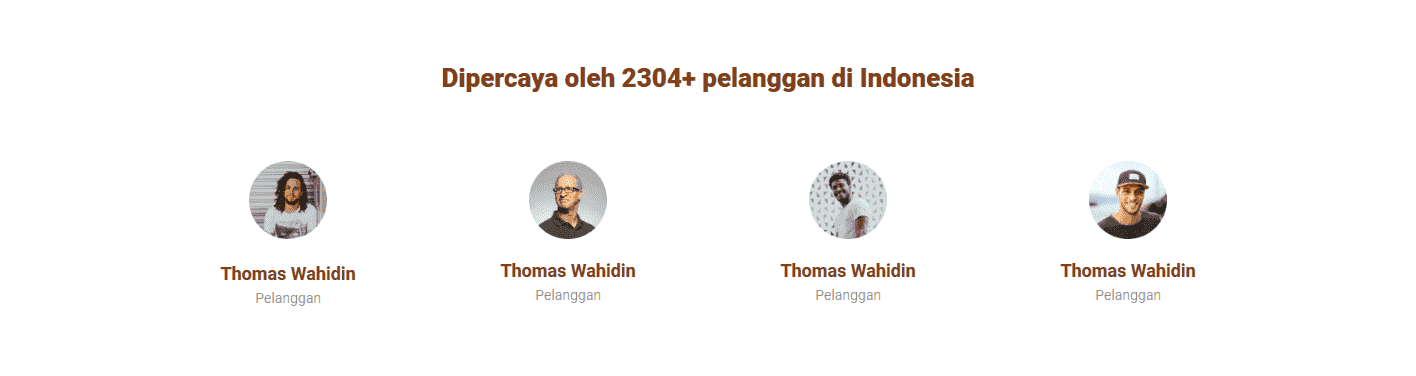 Dipercaya oleh 2304+ pelanggan di Indonesia
Thomas Wahidin
Pelanggan
Thomas Wahidin
Pelanggan
Thomas Wahidin
Pelanggan
Thomas Wahidin
Pelanggan